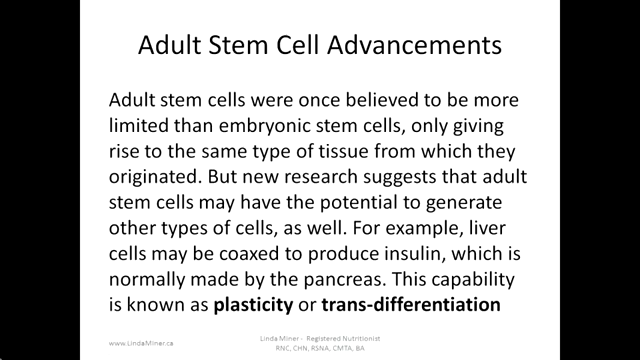 Adult Stem Cell Advancements
Adult stem cells were once believed to be more
limited than embryonic stem cells, only giving
rise to the same type of tissue from which they
originated. But new research suggests that adult
stem cells may have the potential to generate
other types of cells, as well. For example, liver
cells may be coaxed to produce insulin, which is
normally made by the pancreas. This capability
is known as plasticity or trans-differentiation
www.LindaMiner.ca
Linda Miner - Registered Nutritionist
RNC, CHN, RSNA, CMTA, BA